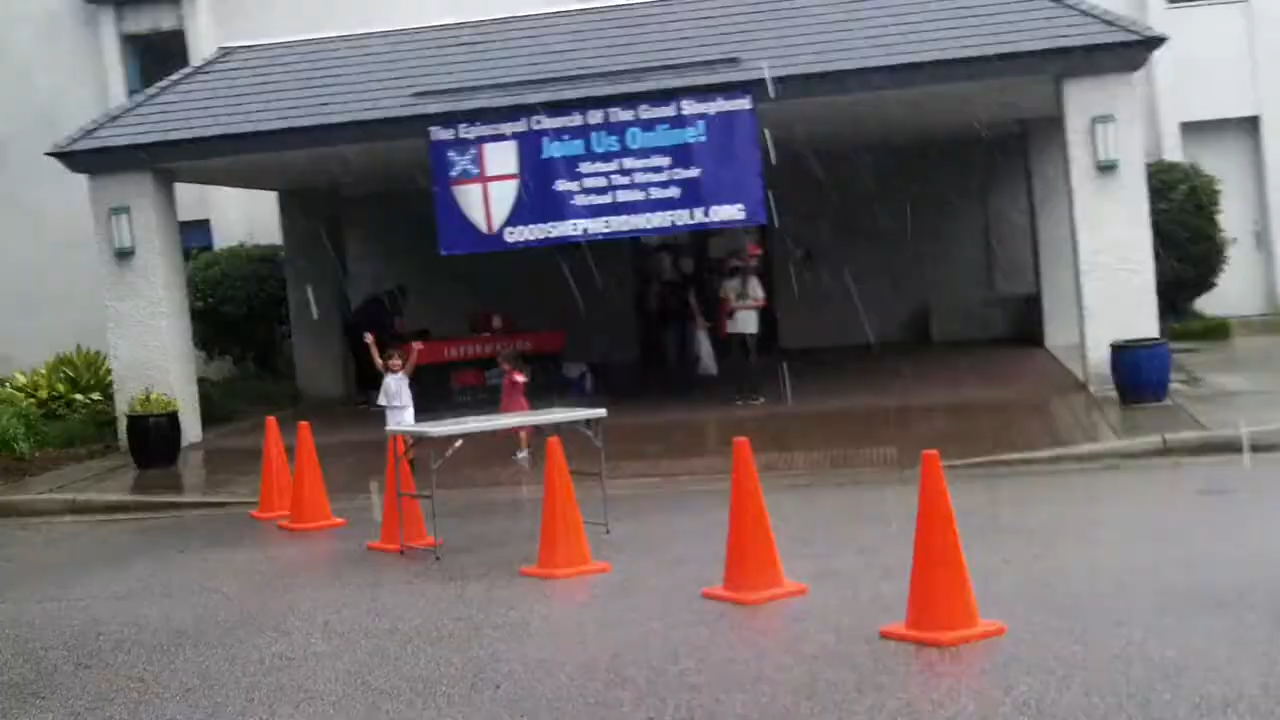 The Episcopal Church Of The Good Shepherd
Join Us Online!
-Virtual Worship
-Sing With The Virtual Choir
-Virtual Bible Study
GOODSHEPHERDNORFOLK.ORG
INFORMATION